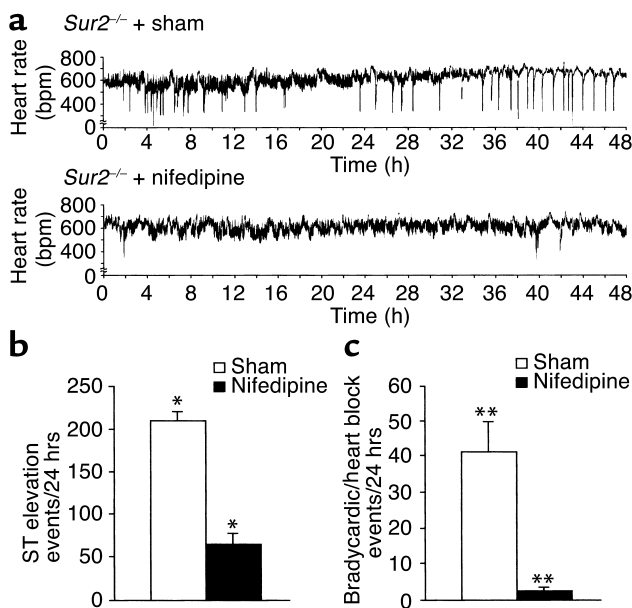 a
Sur2–/– + sham
Heart rate
(bpm)
800
600
400
0
0 4 8 12 16 20 24 28 32 36 40 44 48
Time (h)
Sur2–/– + nifedipine
Heart rate
(bpm)
800
600
400
0
0 4 8 12 16 20 24 28 32 36 40 44 48
Time (h)
b
Sham
Nifedipine
ST elevation
events/24 hrs
250
200
150
100
50
0
*
*
c
Sham
Nifedipine
Bradycardic/heart block
events/24 hrs
60
50
40
30
20
10
0
**
**